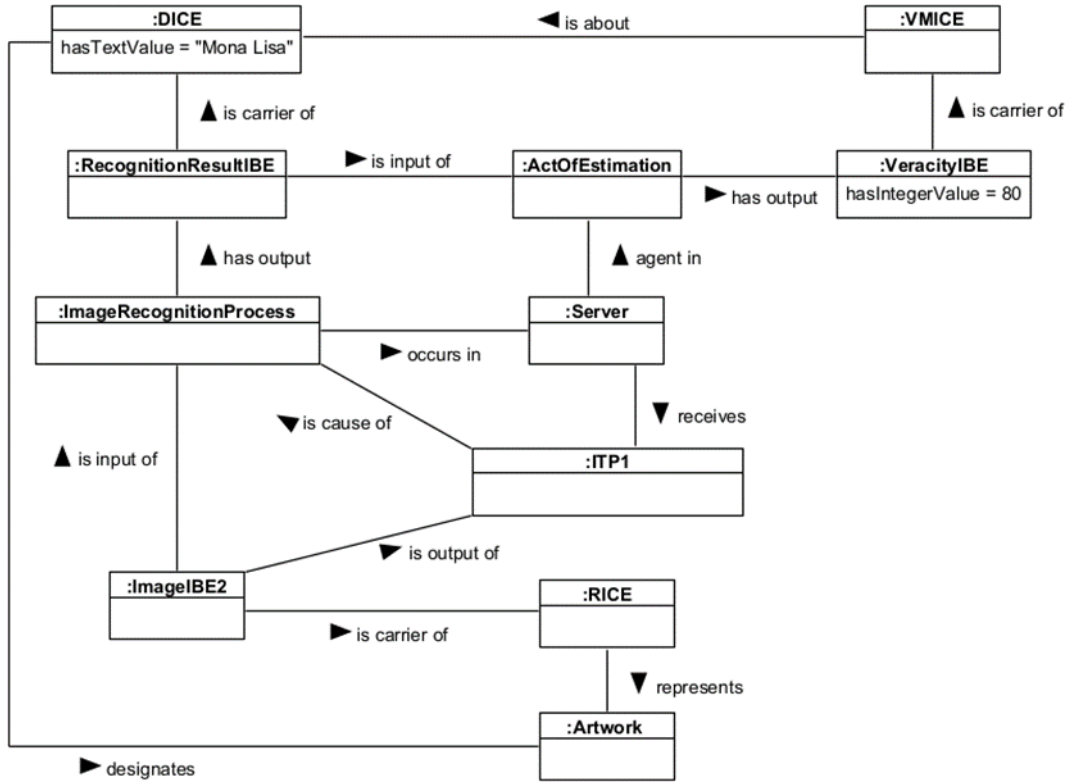 :DICE
hasTextValue = "Mona Lisa"
is about
:VMICE
is carrier of
is carrier of
:RecognitionResultIBE
is input of
:ActOfEstimation
has output
:VeracityIBE
hasIntegerValue = 80
has output
agent in
:ImageRecognitionProcess
occurs in
:Server
is cause of
receives
is input of
:ITP1
is output of
:ImageIBE2
is carrier of
:RICE
represents
:Artwork
designates